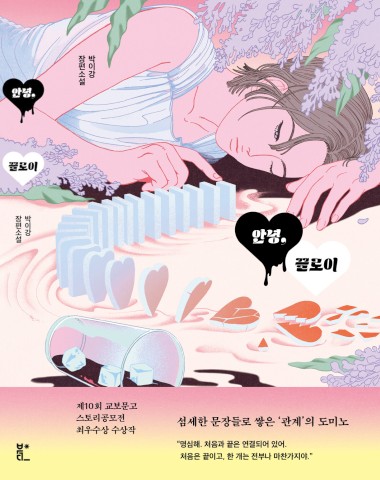 박이강
장편소설
안녕,
끌로이
박이강
장편소설
안녕,
끌로이
제10회 교보문고
스토리공모전
최우수상 수상작
섬세한 문장들로 쌓은 ‘관계’의 도미노
“명심해. 처음과 끝은 연결되어 있어.
처음은 끝이고, 한 개는 전부나 마찬가지야.”